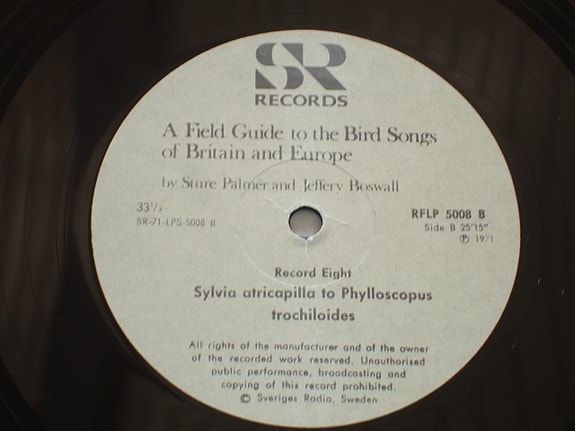 SR
RECORDS
A Field Guide to the Bird Songs
of Britain and Europe
by Sture Palmer and Jeffery Boswall
33⅓
SR-71-LPS-5008 B
RFLP 5008 B
Side B 25'15"
Ⓟ 1971
Record Eight
Sylvia atricapilla to Phylloscopus
trochiloides
All rights of the manufacturer and of the owner
of the recorded work reserved. Unauthorised
public performance, broadcasting and
copying of this record prohibited.
© Sveriges Radio, Sweden